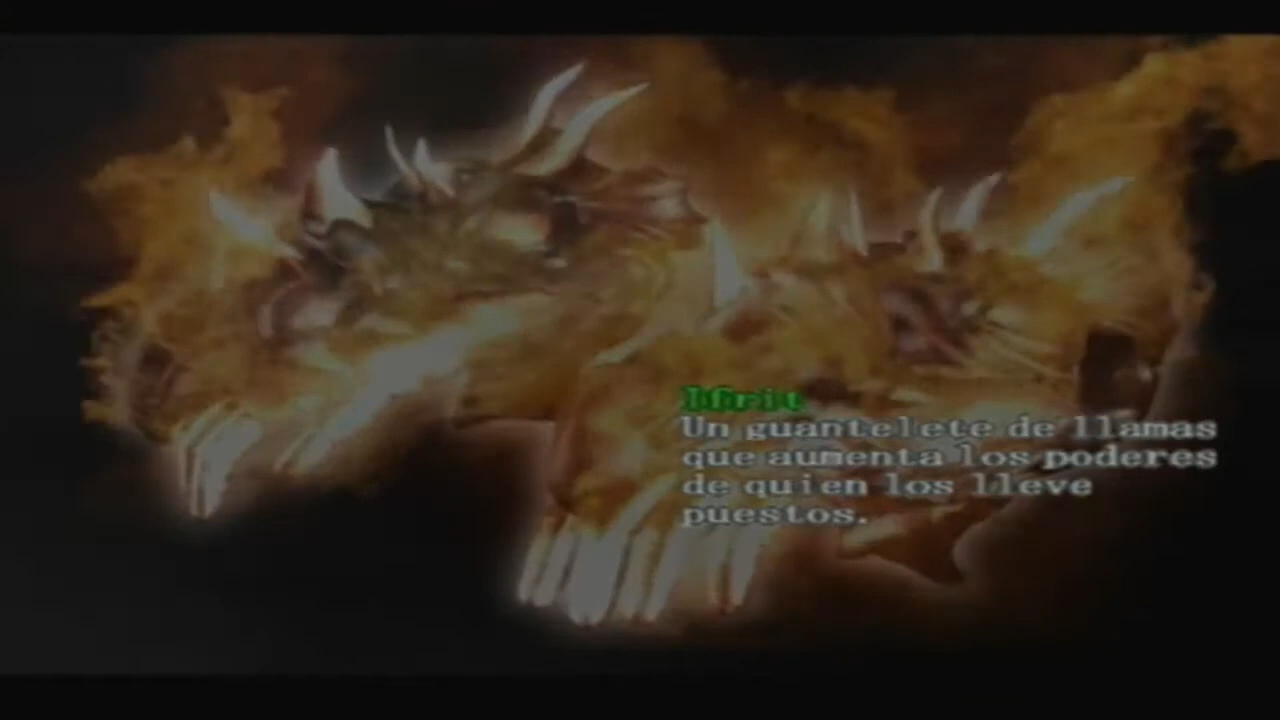 Ifrit
Un guantelete de llamas
que aumenta los poderes
de quien los lleve
puestos.